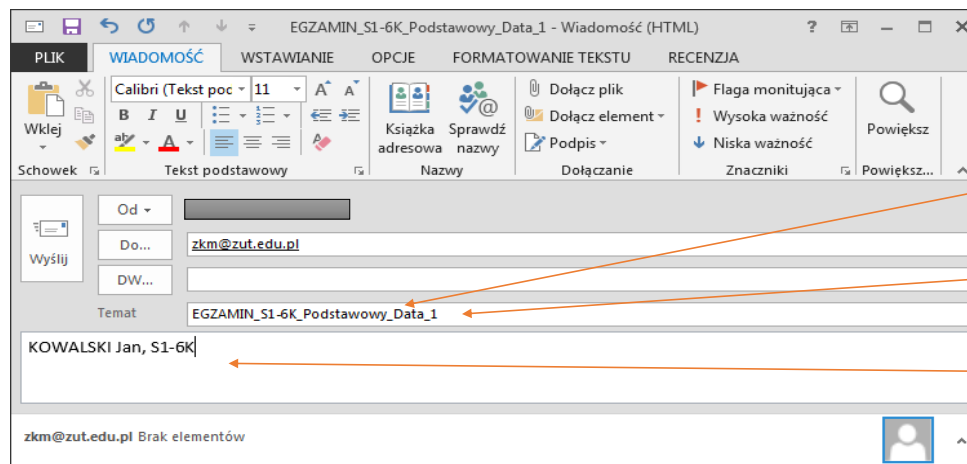 EGZAMIN_S1-6K_Podstawowy_Data_1 - Wiadomość (HTML) ?
PLIK WIADOMOŚĆ WSTAWIANIE OPCJE FORMATOWANIE TEKSTU RECENZJA
Wklej
Schowek
Calibri (Tekst poc 11 A A
B I U
ab A
Tekst podstawowy
Książka adresowa
Sprawdź nazwy
Nazwy
Dołącz plik
Dołącz element
Podpis
Dołączanie
Flaga monitująca
Wysoka ważność
Niska ważność
Znaczniki
Powiększ
Powiększ...
Wyślij
Od
Do... zkm@zut.edu.pl
DW...
Temat EGZAMIN_S1-6K_Podstawowy_Data_1
KOWALSKI Jan, S1-6K
zkm@zut.edu.pl Brak elementów